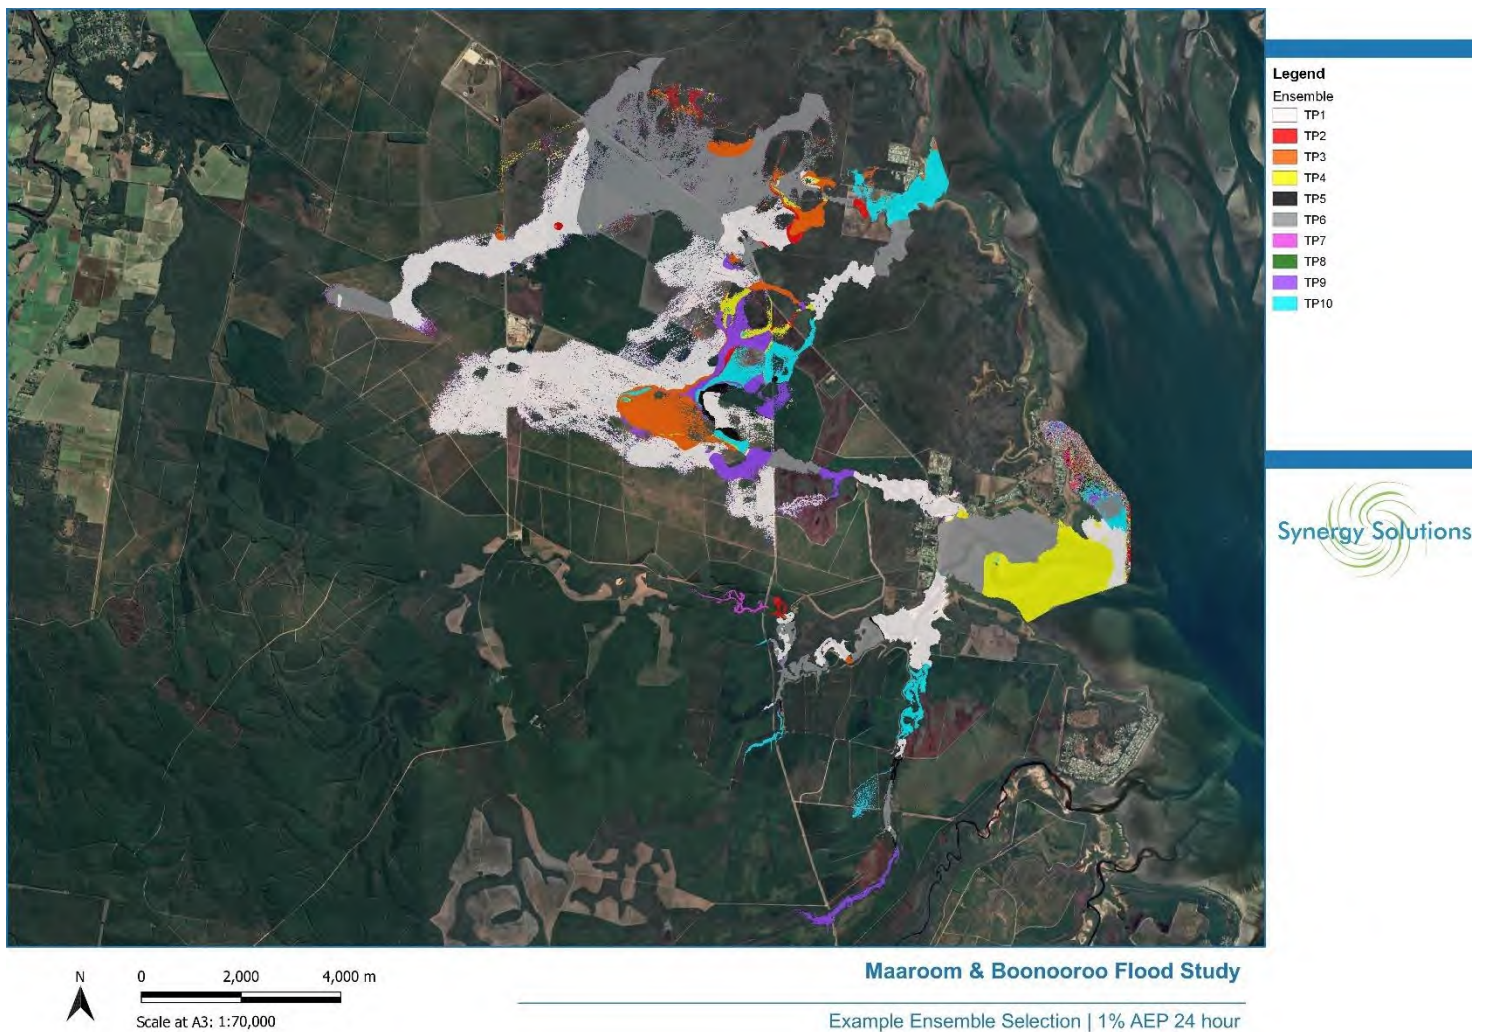 Legend
Ensemble
TP1
TP2
TP3
TP4
TP5
TP6
TP7
TP8
TP9
TP10
Synergy Solutions
N
0 2,000 4,000 m
Scale at A3: 1:70,000
Maaroom & Boonooroo Flood Study
Example Ensemble Selection | 1% AEP 24 hour